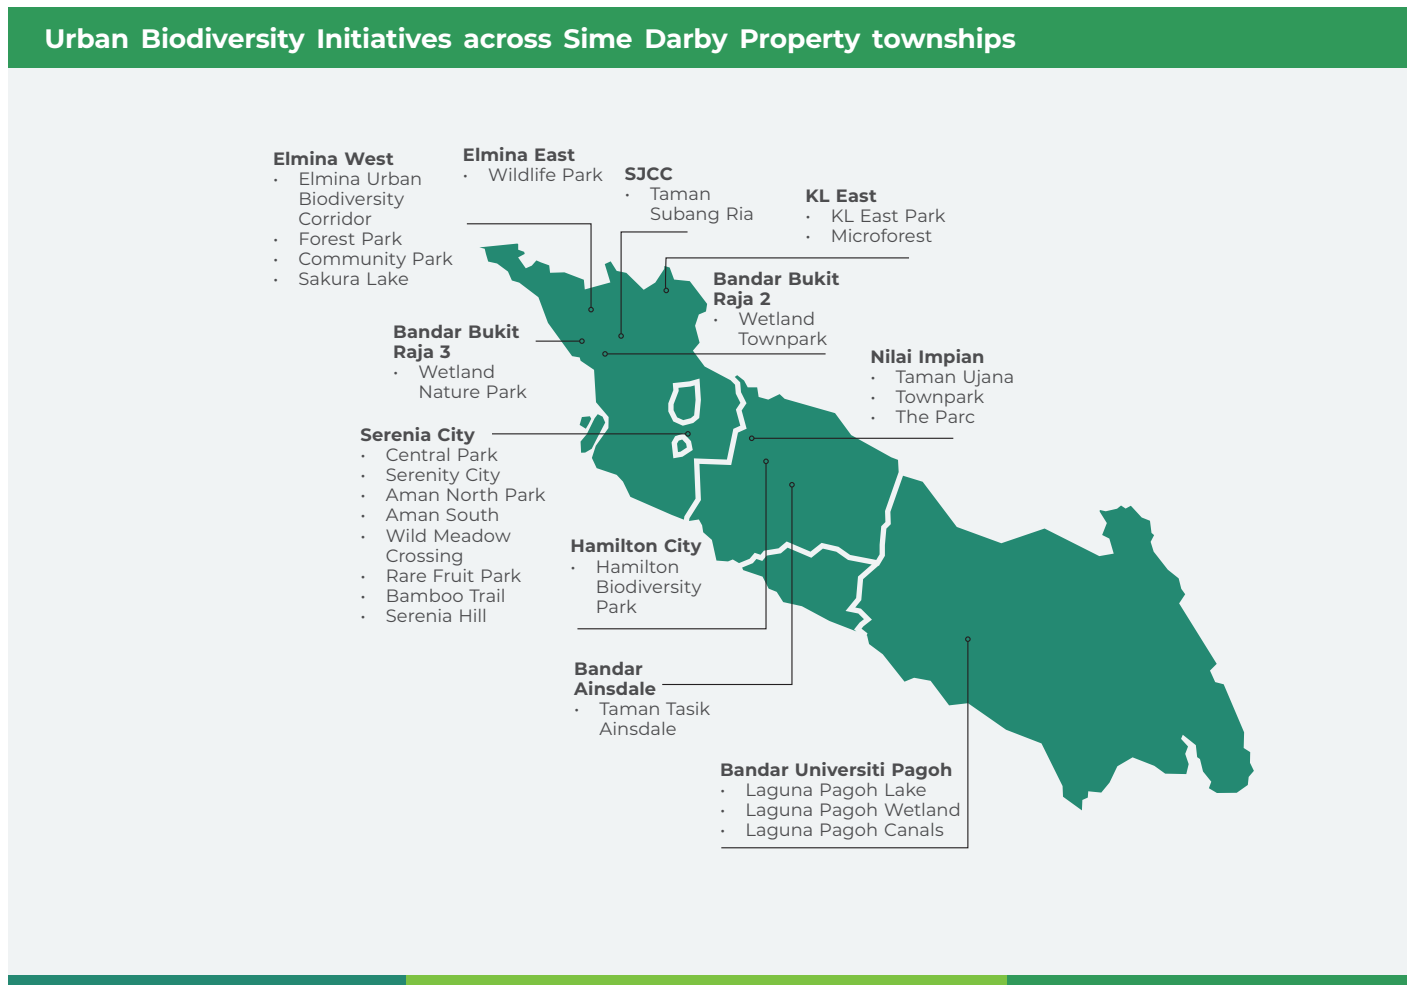 Urban Biodiversity Initiatives across Sime Darby Property townships
Elmina West
• Elmina Urban
Biodiversity
Corridor
• Forest Park
• Community Park
• Sakura Lake
Elmina East
• Wildlife Park
SJCC
• Taman
Subang Ria
KL East
• KL East Park
• Microforest
Bandar Bukit
Raja 2
• Wetland
Townpark
Bandar Bukit
Raja 3
• Wetland
Nature Park
Nilai Impian
• Taman Ujana
• Townpark
• The Parc
Serenia City
• Central Park
• Serenity City
• Aman North Park
• Aman South
• Wild Meadow
Crossing
• Rare Fruit Park
• Bamboo Trail
• Serenia Hill
Hamilton City
• Hamilton
Biodiversity
Park
Bandar
Ainsdale
• Taman Tasik
Ainsdale
Bandar Universiti Pagoh
• Laguna Pagoh Lake
• Laguna Pagoh Wetland
• Laguna Pagoh Canals